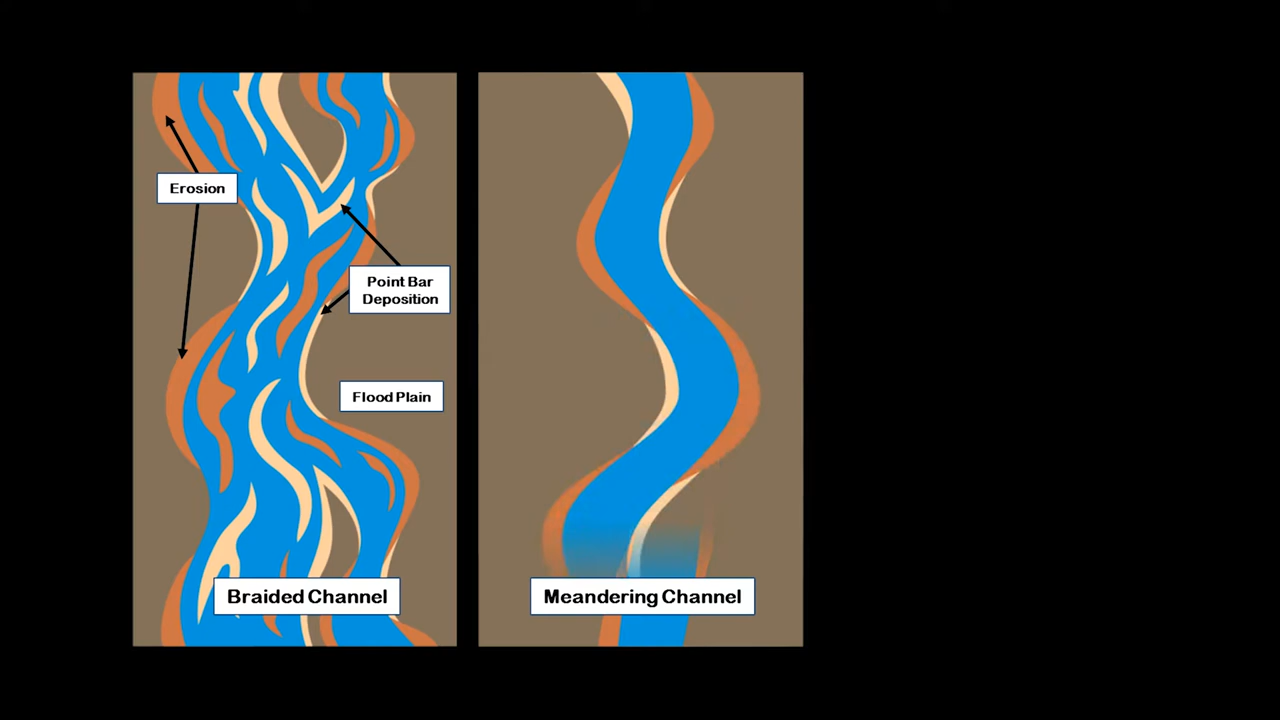 Erosion
Point Bar
Deposition
Flood Plain
Braided Channel
Meandering Channel